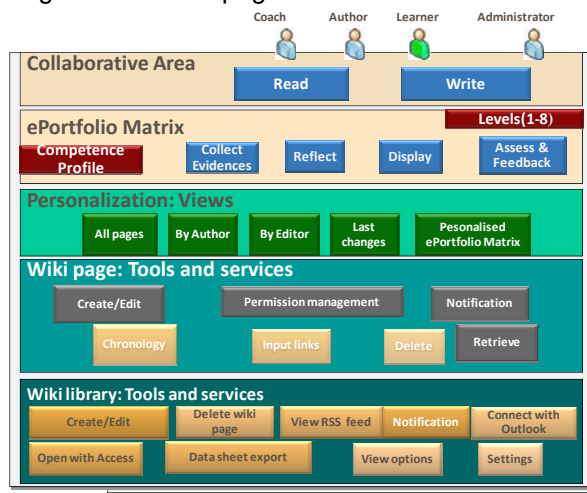 Coach Author Learner Administrator
Collaborative Area
Read Write
ePortfolio Matrix
Levels(1-8)
Competence
Profile
Collect
Evidences
Reflect
Display
Assess &
Feedback
Personalization: Views
All pages
By Author
By Editor
Last
changes
Pesonalised
ePortfolio Matrix
Wiki page: Tools and services
Create/Edit
Permission management
Notification
Chronology
Input links
Delete
Retrieve
Wiki library: Tools and services
Create/Edit
Delete wiki
page
View RSS feed
Notification
Connect with
Outlook
Open with Access
Data sheet export
View options
Settings